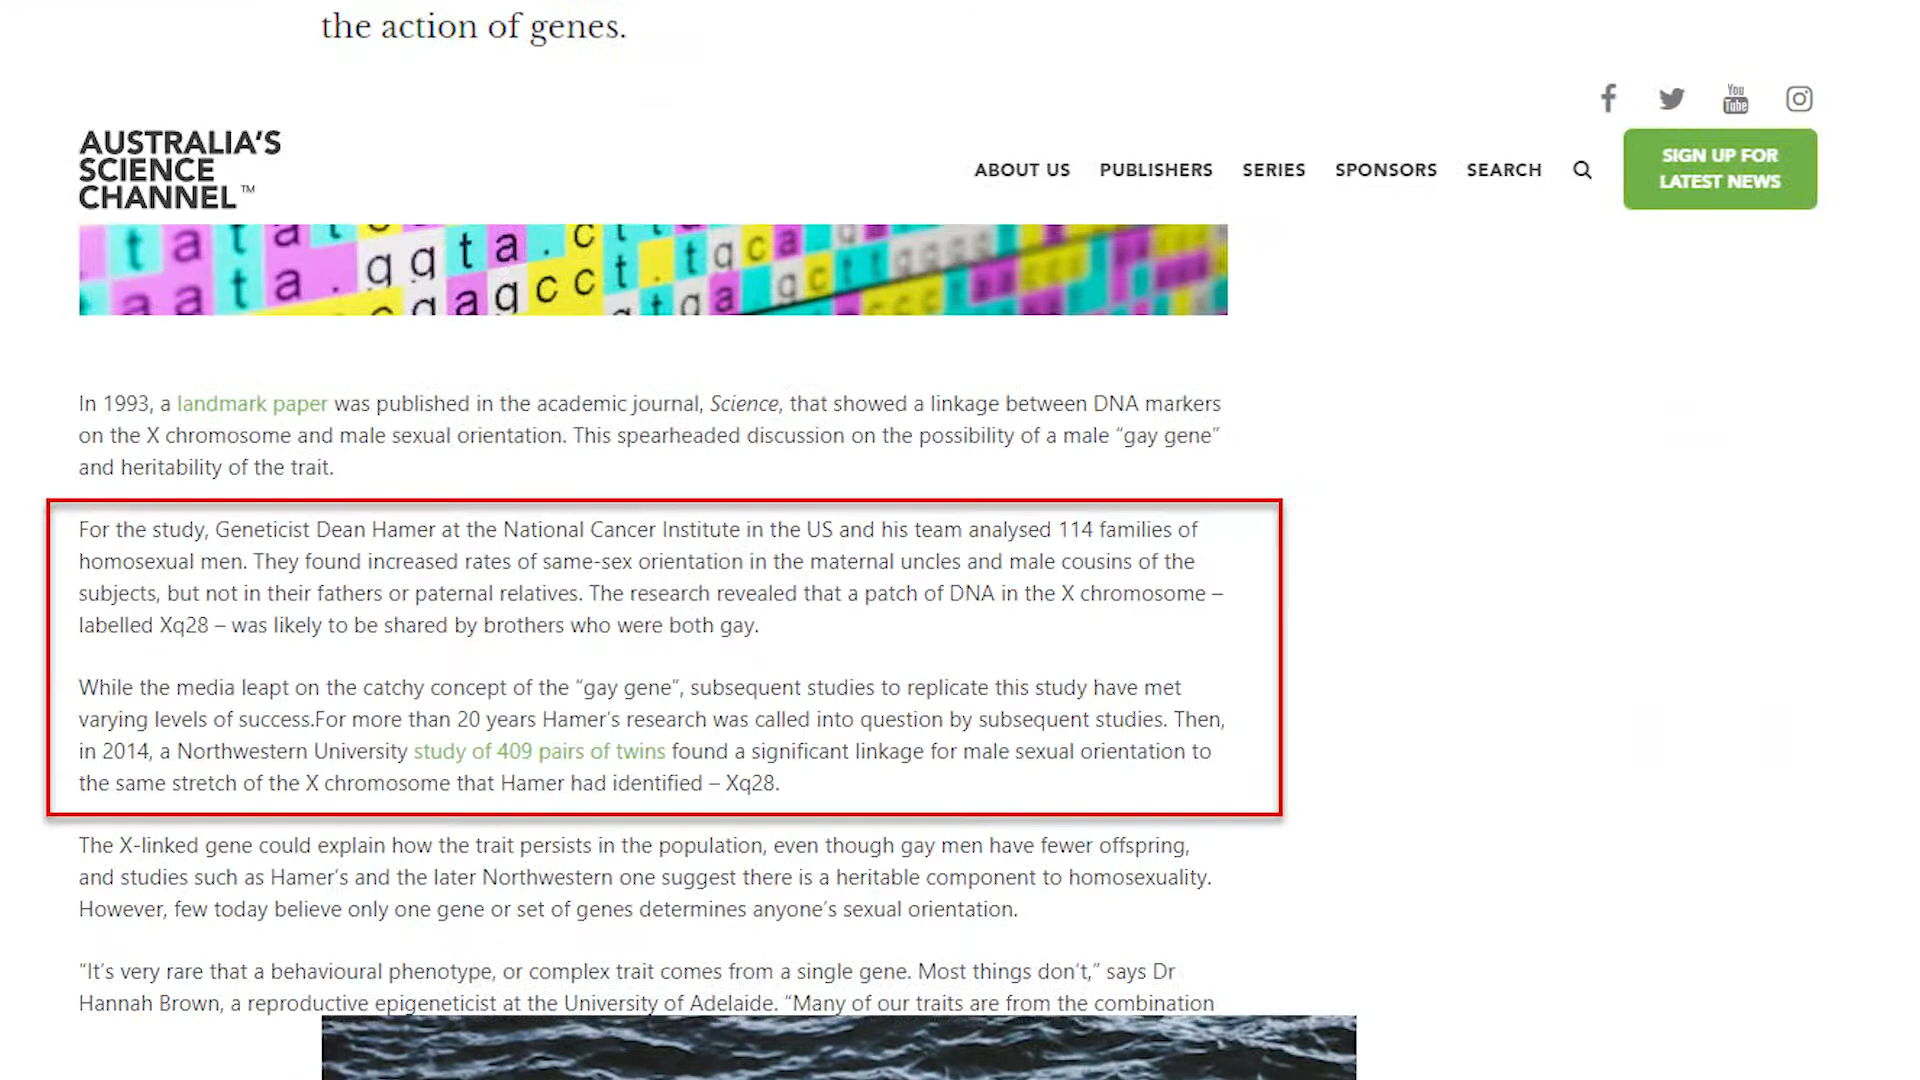 the action of genes.
You
Tube
AUSTRALIA'S
SCIENCE
CHANNEL™
ABOUT US PUBLISHERS SERIES SPONSORS SEARCH
SIGN UP FOR
LATEST NEWS
In 1993, a landmark paper was published in the academic journal, Science, that showed a linkage between DNA markers
on the X chromosome and male sexual orientation. This spearheaded discussion on the possibility of a male “gay gene”
and heritability of the trait.
For the study, Geneticist Dean Hamer at the National Cancer Institute in the US and his team analysed 114 families of
homosexual men. They found increased rates of same-sex orientation in the maternal uncles and male cousins of the
subjects, but not in their fathers or paternal relatives. The research revealed that a patch of DNA in the X chromosome –
labelled Xq28 – was likely to be shared by brothers who were both gay.
While the media leapt on the catchy concept of the “gay gene”, subsequent studies to replicate this study have met
varying levels of success.For more than 20 years Hamer’s research was called into question by subsequent studies. Then,
in 2014, a Northwestern University study of 409 pairs of twins found a significant linkage for male sexual orientation to
the same stretch of the X chromosome that Hamer had identified – Xq28.
The X-linked gene could explain how the trait persists in the population, even though gay men have fewer offspring,
and studies such as Hamer’s and the later Northwestern one suggest there is a heritable component to homosexuality.
However, few today believe only one gene or set of genes determines anyone’s sexual orientation.
“It’s very rare that a behavioural phenotype, or complex trait comes from a single gene. Most things don’t,” says Dr
Hannah Brown, a reproductive epigeneticist at the University of Adelaide. “Many of our traits are from the combination